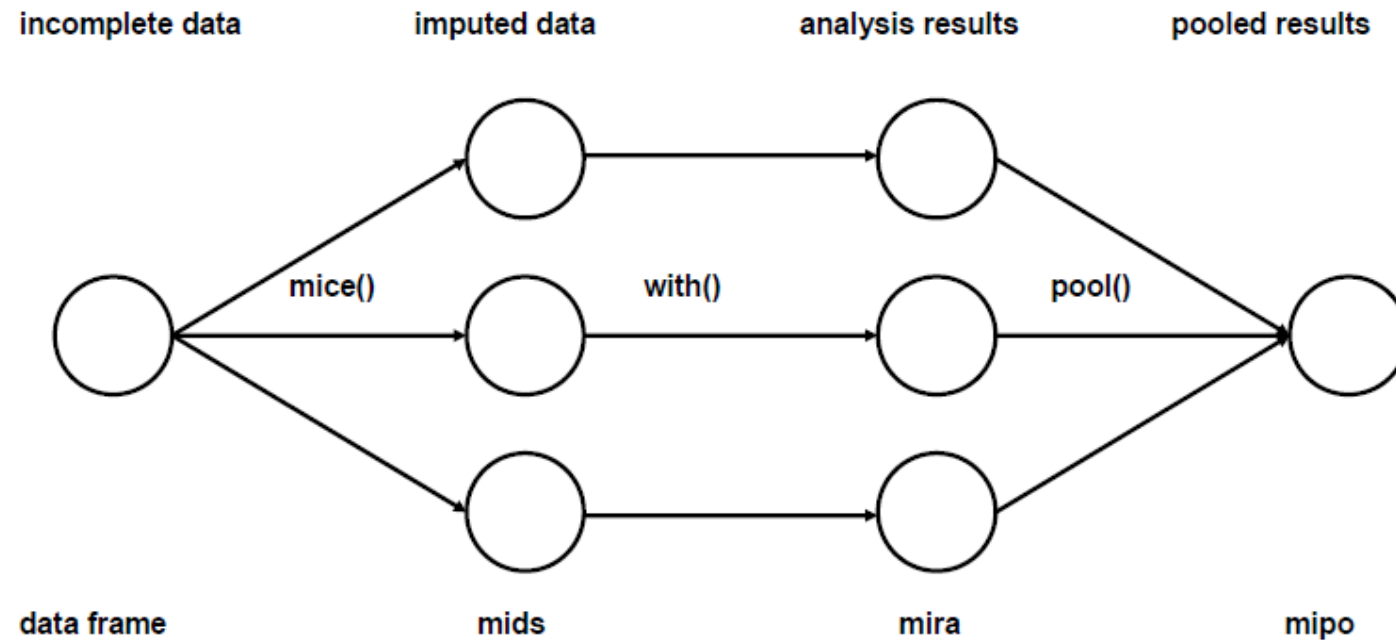 incomplete data imputed data analysis results pooled results
mice() with() pool()
data frame mids mira mipo